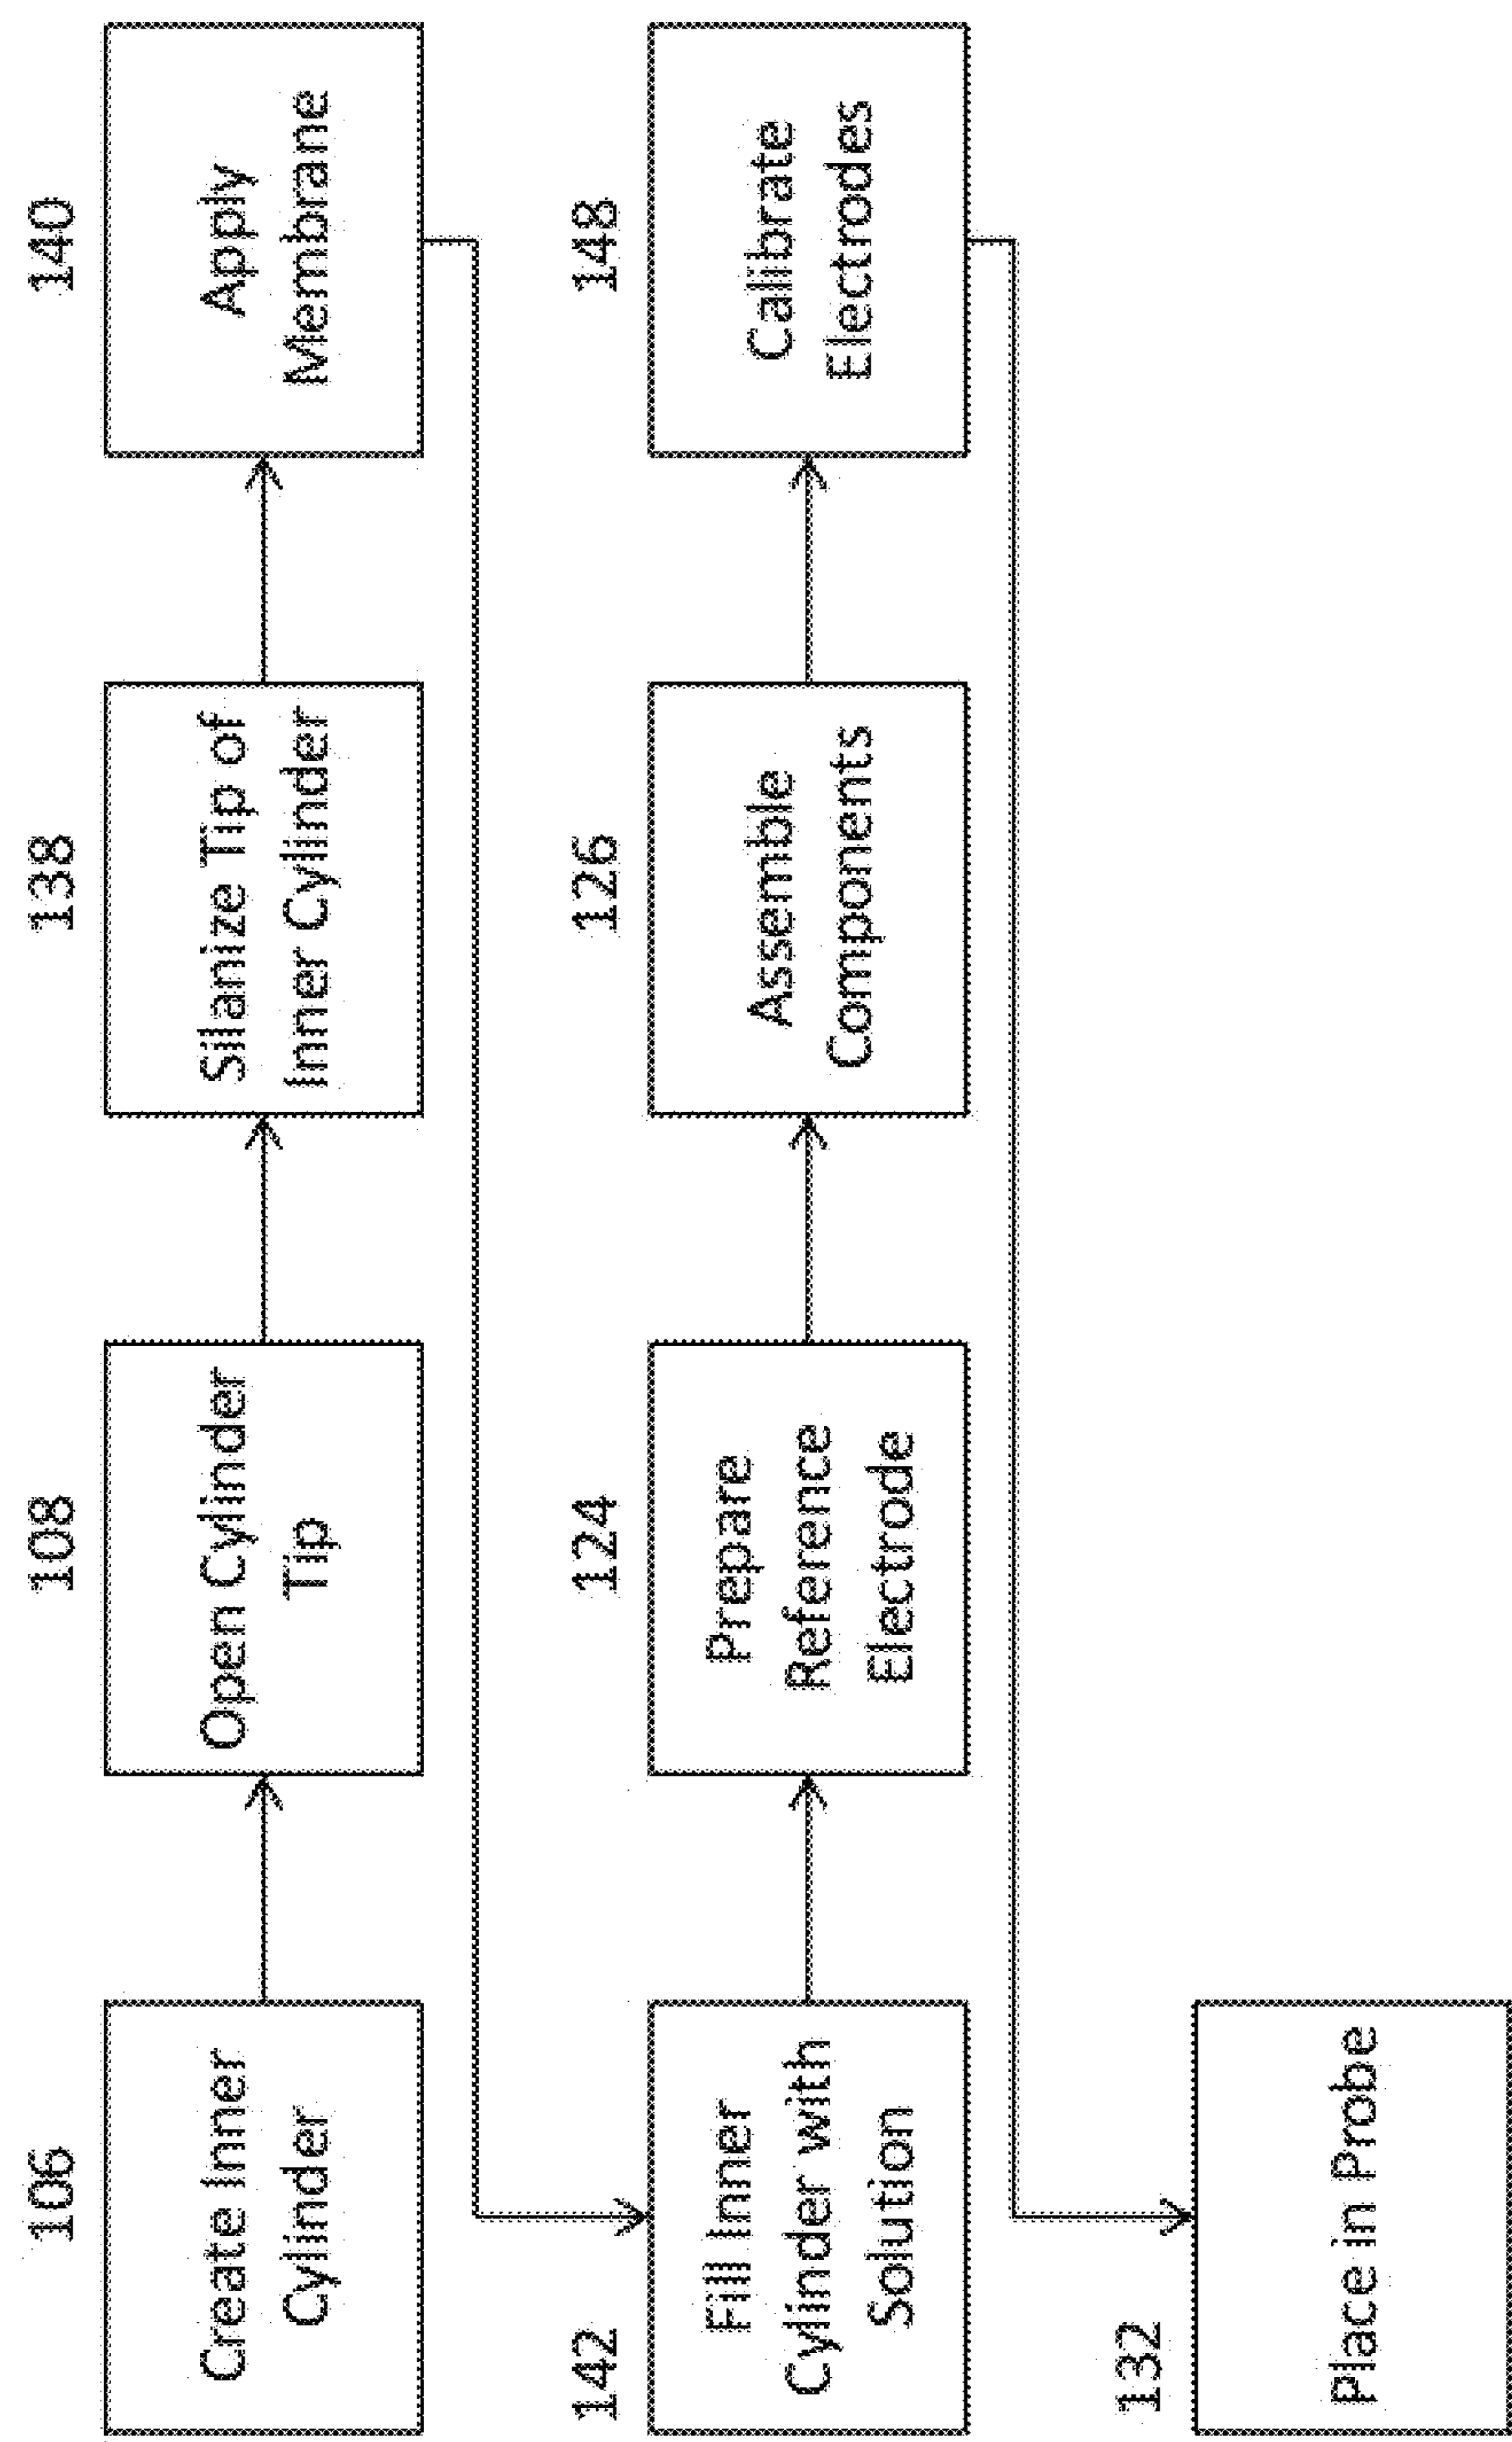 106
Create Inner
Cylinder
108
Open Cylinder
Tip
138
Silanize Tip of
Inner Cylinder
140
Apply
Membrane
142
Fill Inner
Cylinder with
Solution
124
Prepare
Reference
Electrode
126
Assemble
Components
148
Calibrate
Electrodes
132
Place in Probe